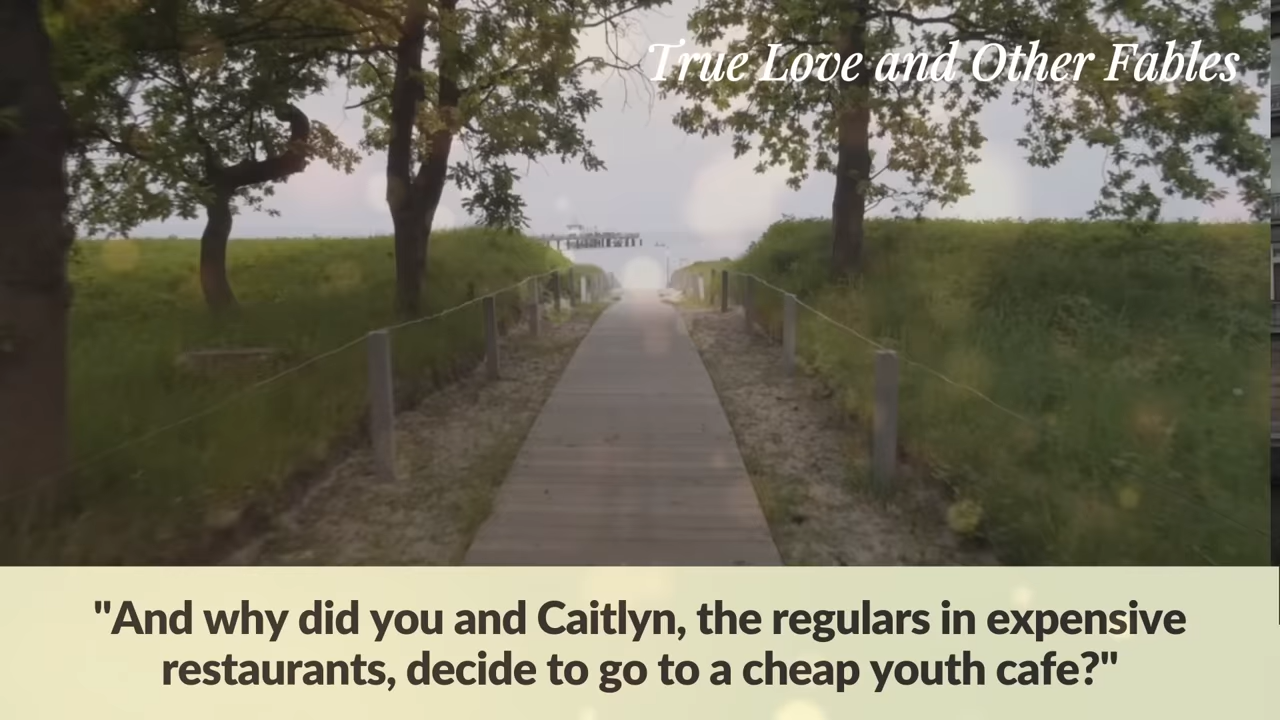 True Love and Other Fables
"And why did you and Caitlyn, the regulars in expensive
restaurants, decide to go to a cheap youth cafe?"